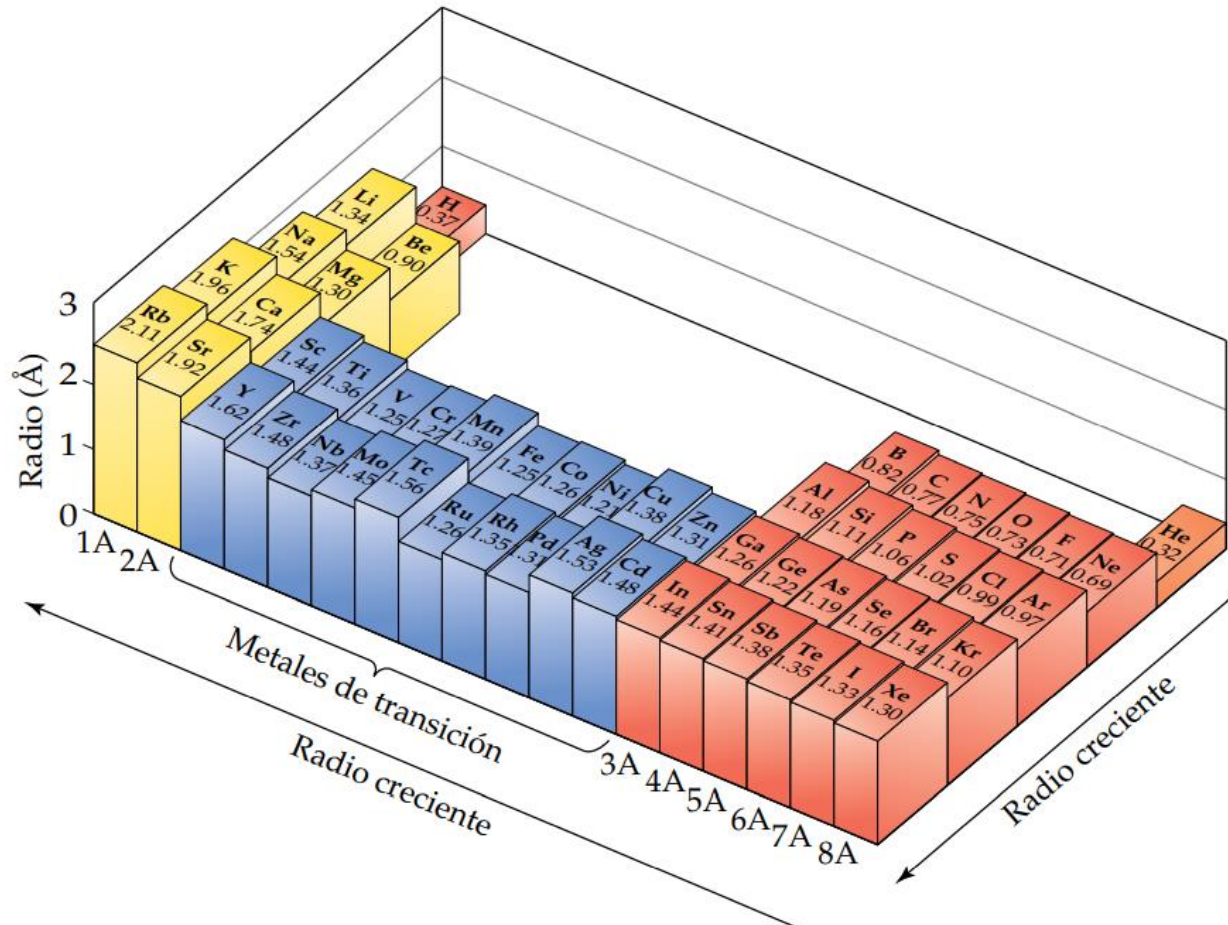 H
0.37
Li
1.34
Be
0.90
Na
1.54
Mg
1.30
K
1.96
Ca
1.74
Sc
1.44
Ti
1.36
V
1.25
Cr
1.27
Mn
1.39
Fe
1.25
Co
1.26
Ni
1.21
Cu
1.38
Zn
1.31
Rb
2.11
Sr
1.92
Y
1.62
Zr
1.48
Nb
1.37
Mo
1.45
Tc
1.56
Ru
1.26
Rh
1.35
Pd
1.31
Ag
1.53
Cd
1.48
B
0.82
C
0.77
N
0.75
O
0.73
F
0.71
Ne
0.69
He
0.32
Al
1.18
Si
1.11
P
1.06
S
1.02
Cl
0.99
Ar
0.97
Ga
1.26
Ge
1.22
As
1.19
Se
1.16
Br
1.14
Kr
1.10
In
1.44
Sn
1.41
Sb
1.38
Te
1.35
I
1.33
Xe
1.30
3
2
1
0
Radio (Å)
1A
2A
3A
4A
5A
6A
7A
8A
Metales de transición
Radio creciente
Radio creciente